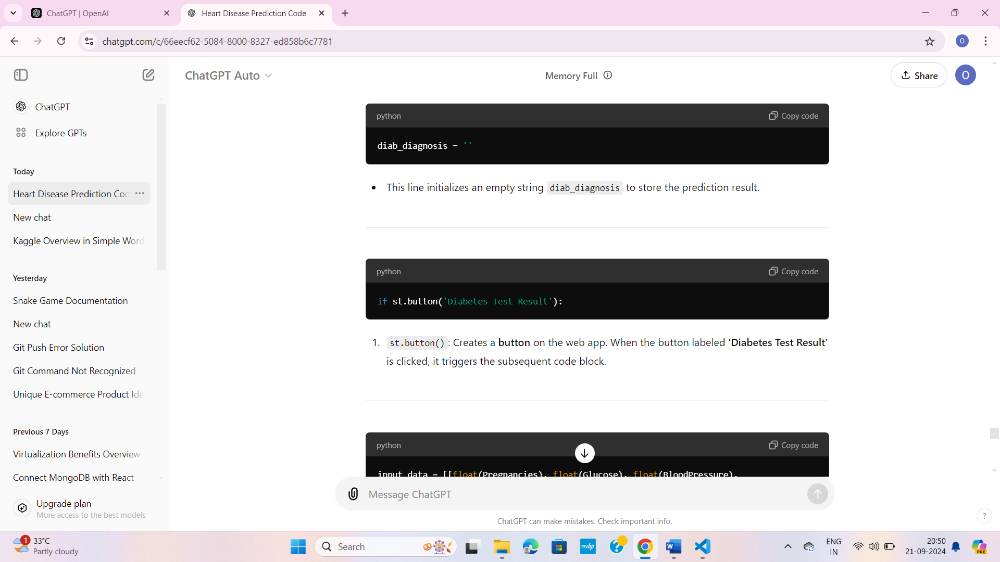 ChatGPT | OpenAI
Heart Disease Prediction Code
chatgpt.com/c/66eecf62-5084-8000-8327-ed858b6c7781
O
ChatGPT Auto
Memory Full
Share
O
ChatGPT
Explore GPTs
Today
Heart Disease Prediction Cod
New chat
Kaggle Overview in Simple Word
Yesterday
Snake Game Documentation
New chat
Git Push Error Solution
Git Command Not Recognized
Unique E-commerce Product Ide
Previous 7 Days
Virtualization Benefits Overview
Connect MongoDB with React
Upgrade plan
More access to the best models
python
Copy code
diab_diagnosis = ''
• This line initializes an empty string diab_diagnosis to store the prediction result.
python
Copy code
if st.button('Diabetes Test Result'):
1. st.button(): Creates a button on the web app. When the button labeled 'Diabetes Test Result'
is clicked, it triggers the subsequent code block.
python
Copy code
input_data = [[float(Pregnancies), float(Glucose), float(BloodPressure),
Message ChatGPT
ChatGPT can make mistakes. Check important info.
?
1
33°C
Partly cloudy
Search
myhp
W
ENG
IN
20:50
21-09-2024
PRE